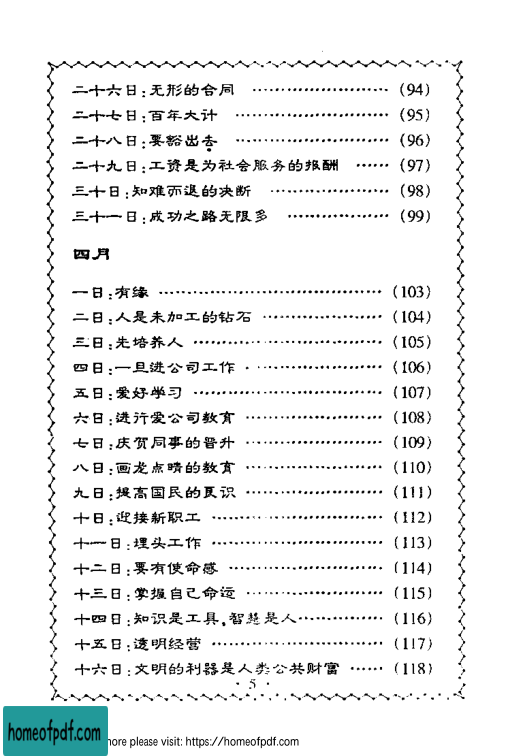 二十六日:无形的合同 …………………… (94)
二十七日:百年大计 …………………… (95)
二十八日:要豁出去 …………………… (96)
二十九日:工资是为社会服务的报酬 …… (97)
三十日:知难而退的决断 ……………… (98)
三十一日:成功之路无限多 …………… (99)
四月
一日:有缘 ……………………………… (103)
二日:人是未加工的钻石 ……………… (104)
三日:先培养人 ………………………… (105)
四日:一旦进公司工作 ………………… (106)
五日:爱好学习 ………………………… (107)
六日:进行爱公司教育 ………………… (108)
七日:庆贺同事的晋升 ………………… (109)
八日:画龙点晴的教育 ………………… (110)
九日:提高国民的良识 ………………… (111)
十日:迎接新职工 ……………………… (112)
十一日:埋头工作 ……………………… (113)
十二日:要有使命感 …………………… (114)
十三日:掌握自己命运 ………………… (115)
十四日:知识是工具,智慧是人………… (116)
十五日:透明经营 ……………………… (117)
十六日:文明的利器是人类公共财富 …… (118)
· 5 ·
homeofpdf.com
more please visit: https://homeofpdf.com